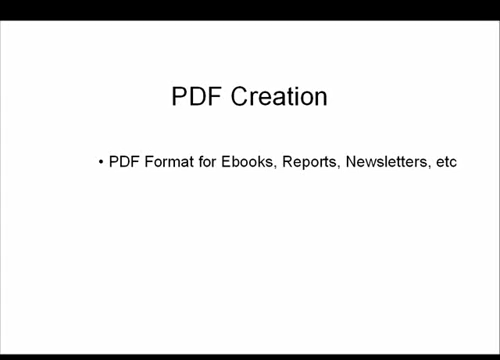 PDF Creation
• PDF Format for Ebooks, Reports, Newsletters, etc